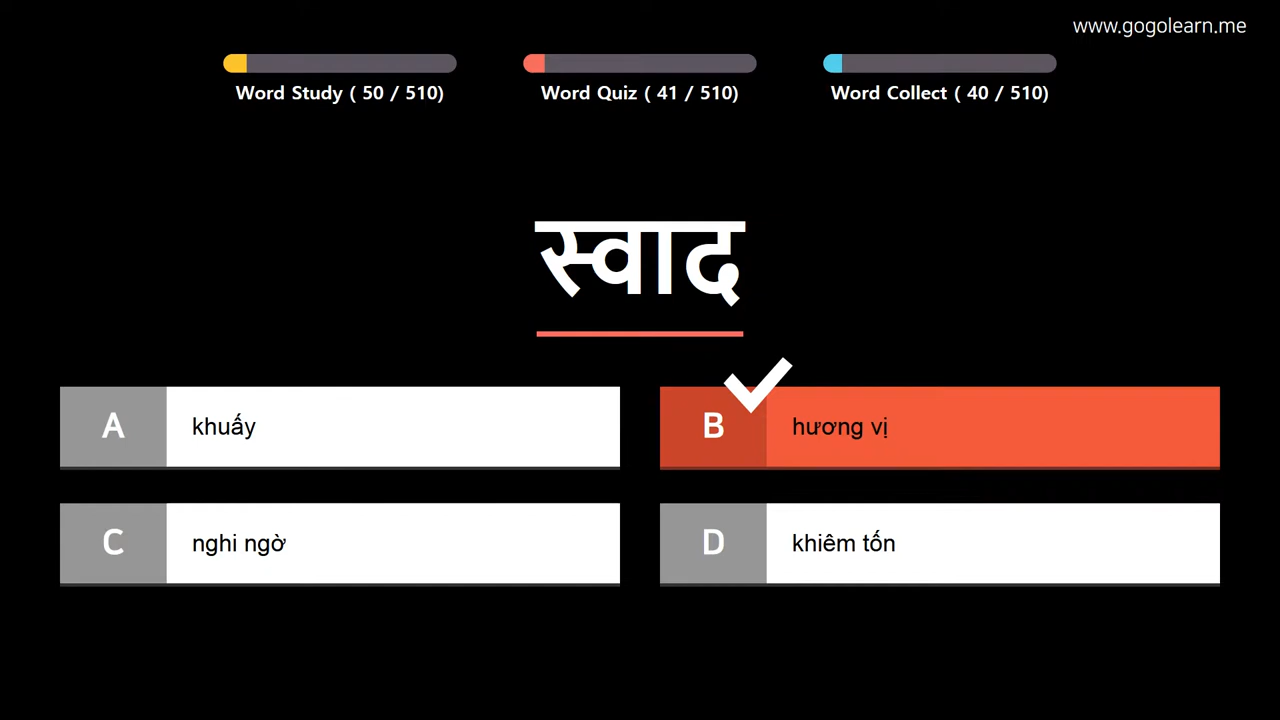 www.gogolearn.me
Word Study ( 50 / 510)
Word Quiz ( 41 / 510)
Word Collect ( 40 / 510)
स्वाद
A khuấy
B hương vị
C nghi ngờ
D khiêm tốn